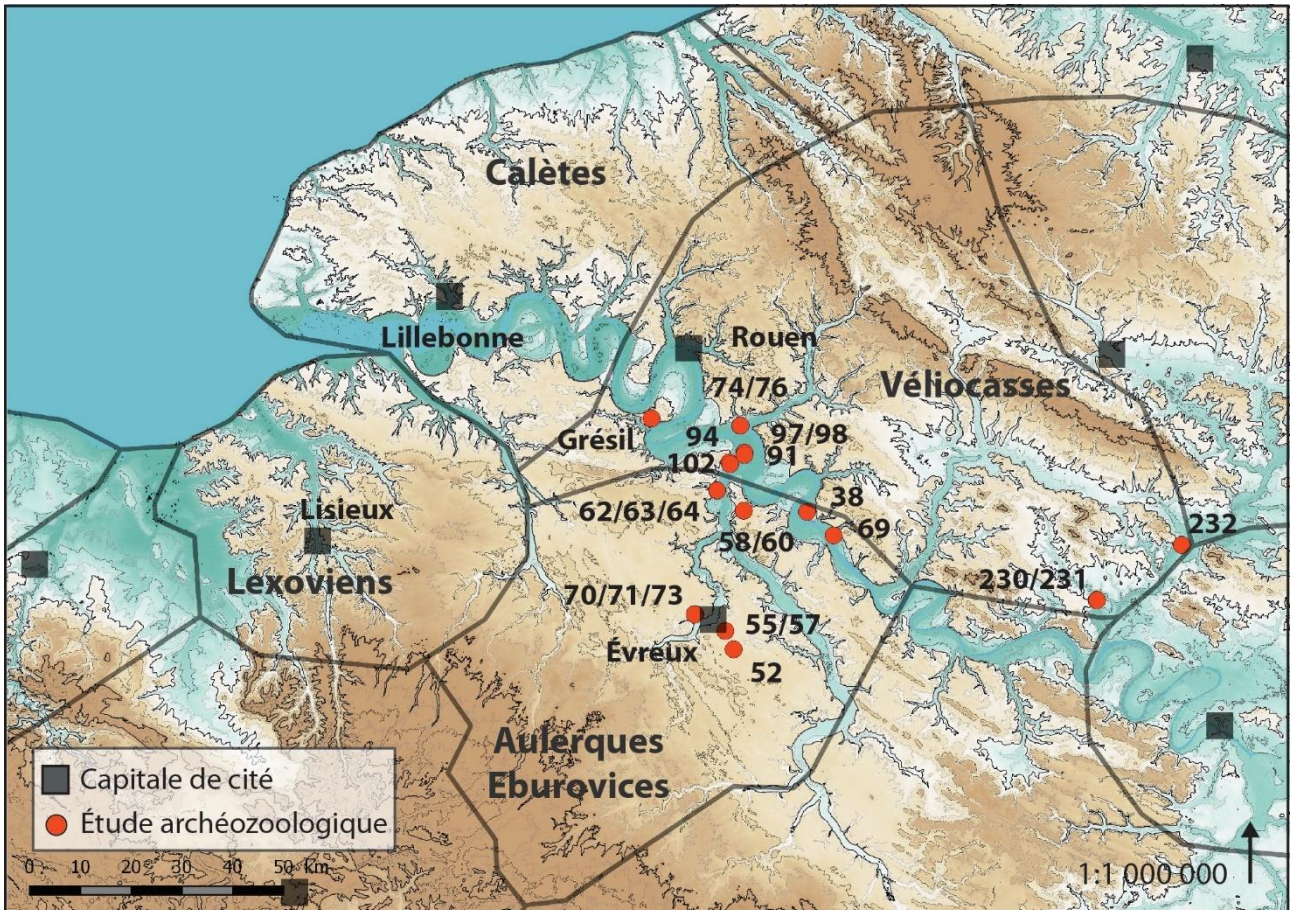 Calètes
Lillebonne
Rouen
74/76
Véliocasses
Grésil
94
97/98
91
102
62/63/64
58/60
38
69
232
Lisieux
Lexoviens
230/231
70/71/73
55/57
Évreux
52
Aulerques
Eburovices
Capitale de cité
Étude archéozoologique
0 10 20 30 40 50 km
1:1 000 000